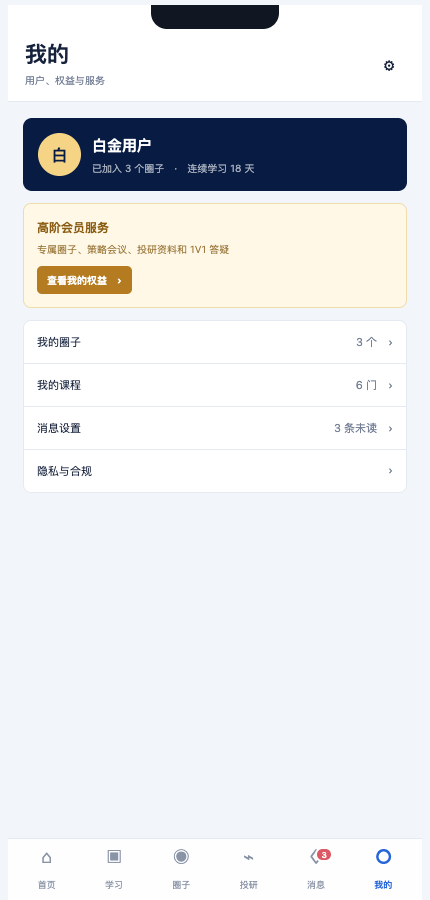 我的
用户、权益与服务
白
白金用户
已加入 3 个圈子 · 连续学习 18 天
高阶会员服务
专属圈子、策略会议、投研资料和 1V1 答疑
查看我的权益 ›
我的圈子 3 个 ›
我的课程 6 门 ›
消息设置 3 条未读 ›
隐私与合规 ›
3
首页 学习 圈子 投研 消息 我的